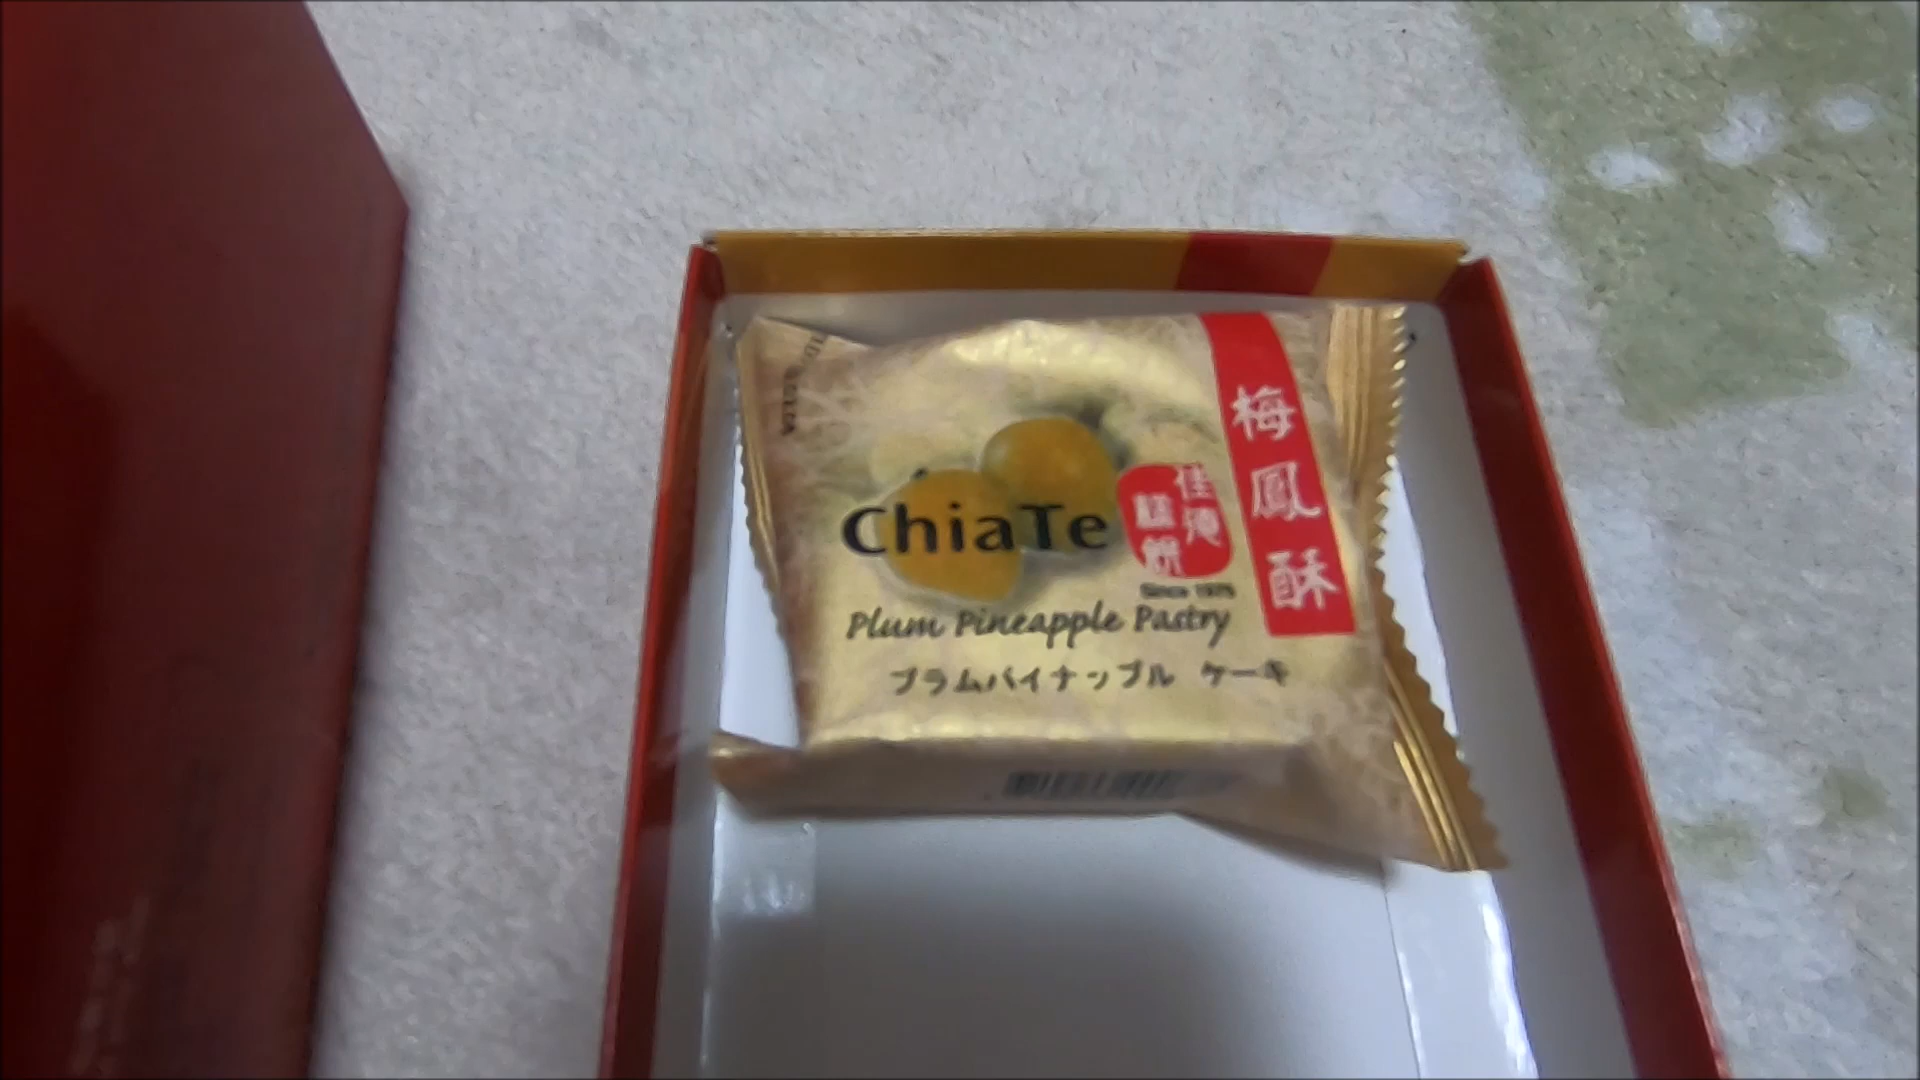 ChiaTe
佳德
糕餅
Since 1975
Plum Pineapple Pastry
プラムパイナップル ケーキ
梅鳳酥